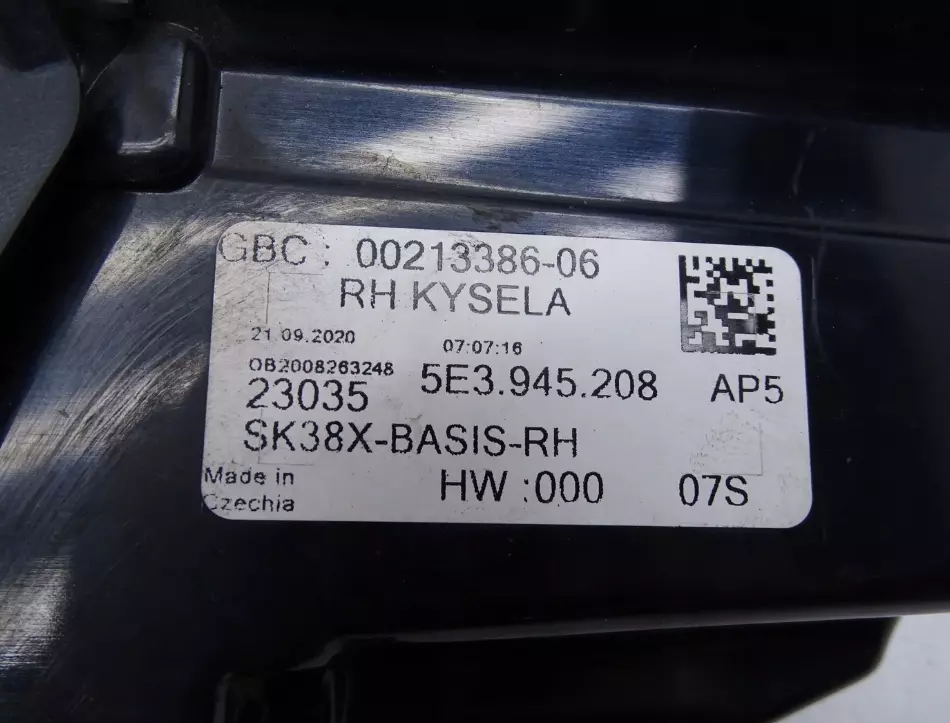 GBC: 00213386-06
RH KYSELA
21.09.2020 07:07:16
OB2008263248
23035 5E3.945.208 AP5
SK38X-BASIS-RH
Made in
Czechia
HW :000 07S